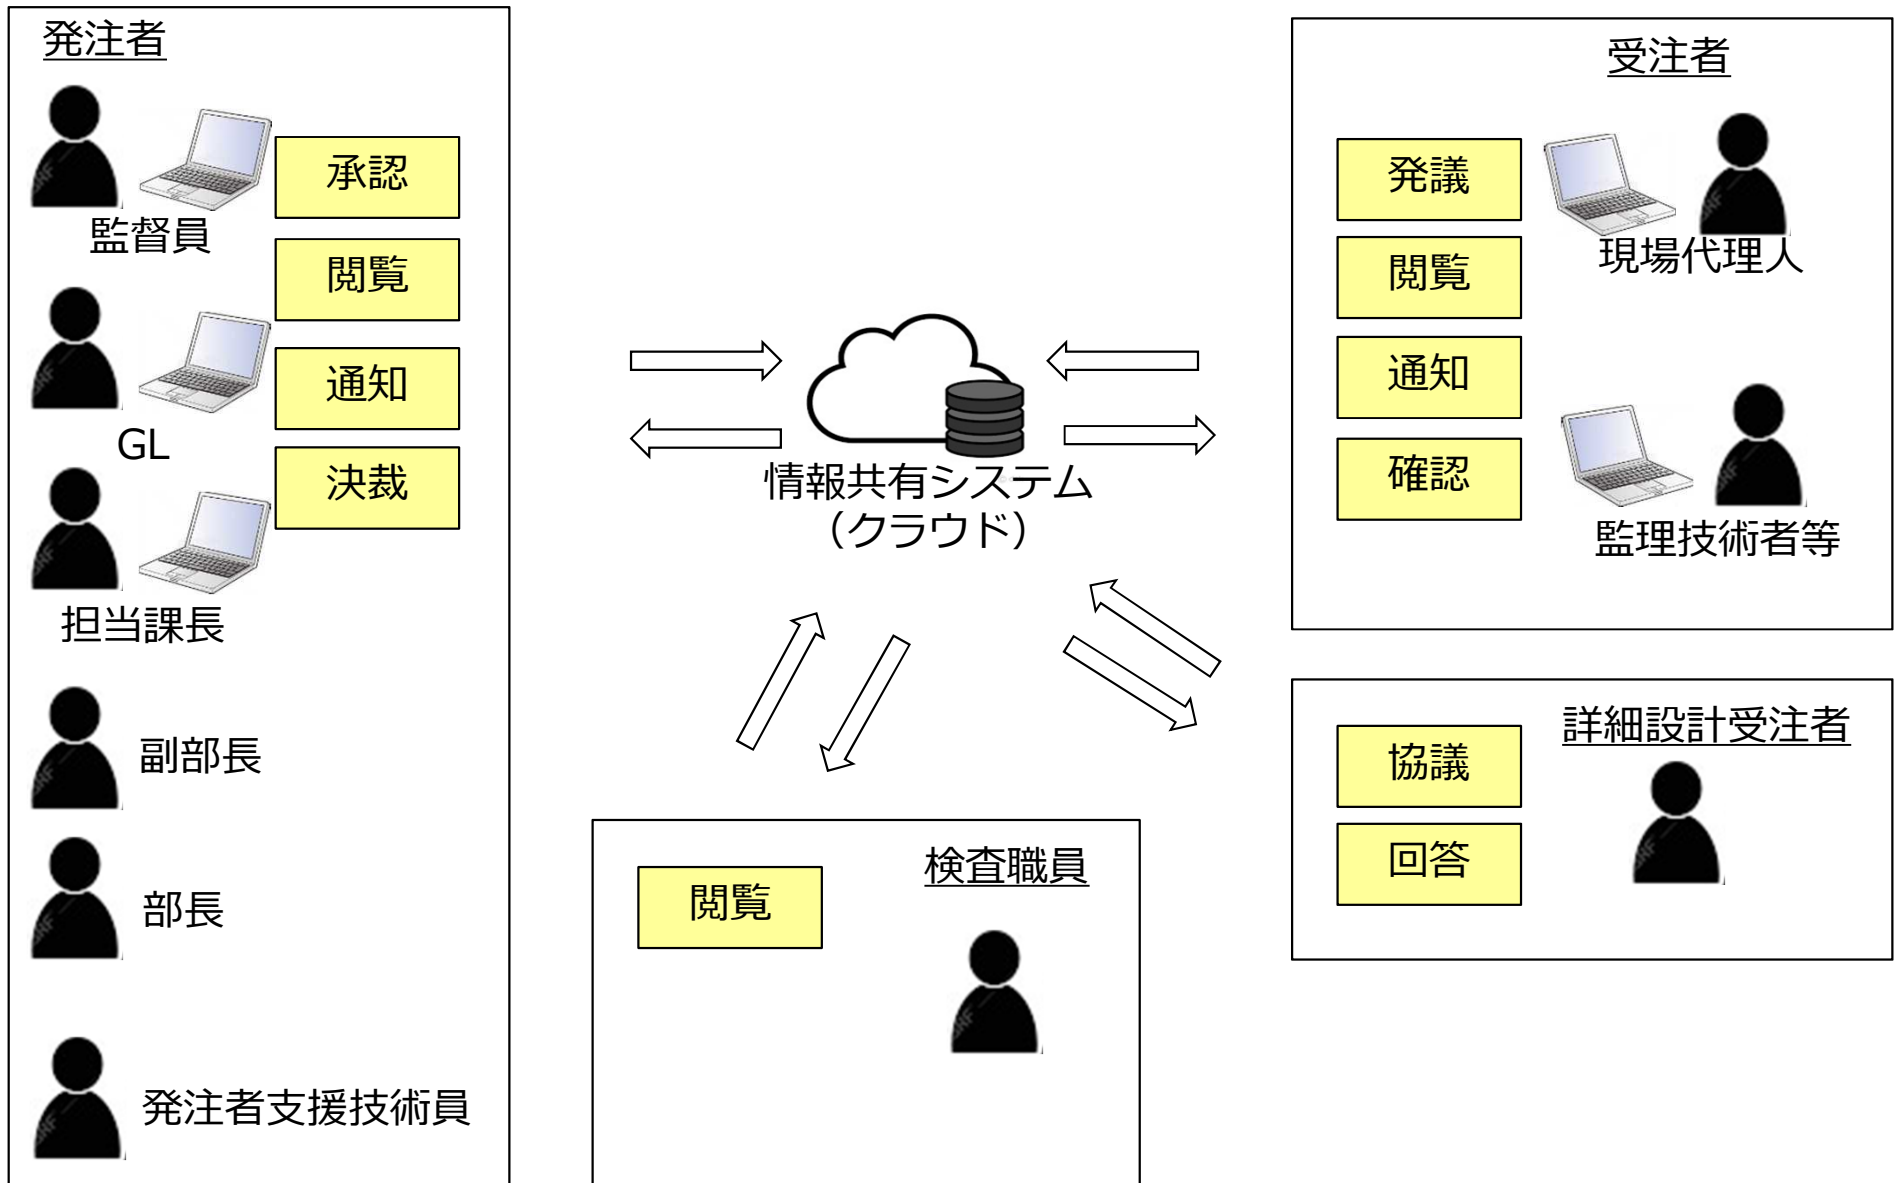 発注者
承認
監督員
閲覧
GL
通知
決裁
担当課長
副部長
部長
発注者支援技術員
情報共有システム
（クラウド）
受注者
発議
現場代理人
閲覧
通知
確認
監理技術者等
詳細設計受注者
協議
回答
検査職員
閲覧